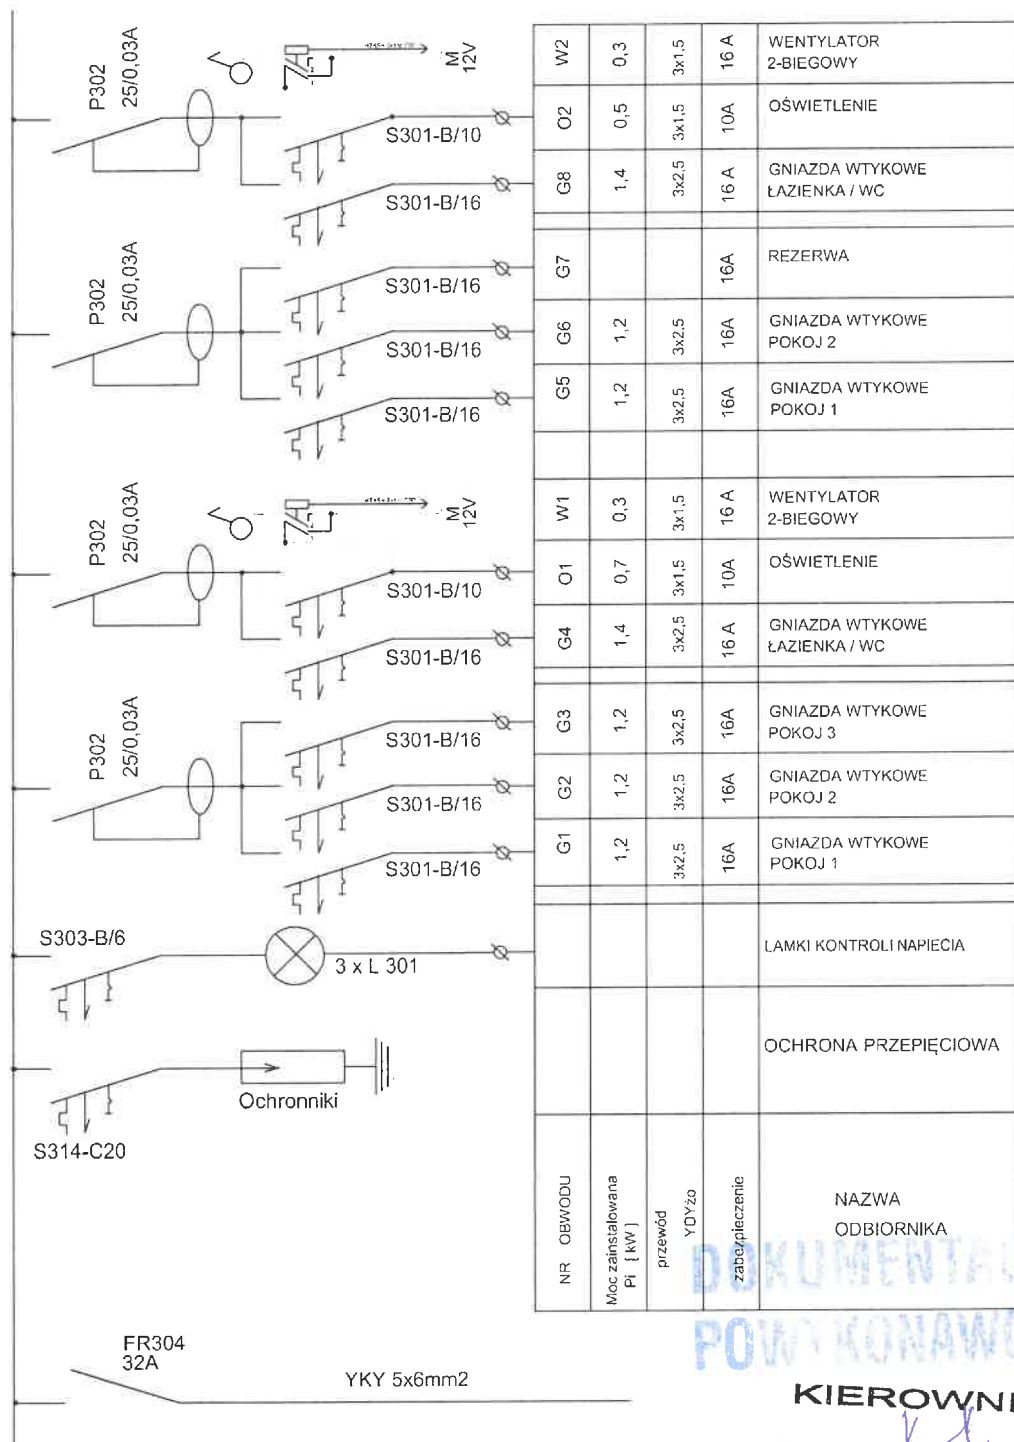 P302
25/0,03A
M
12V
S301-B/10
S301-B/16
W2
0,3
3x1,5
16 A
WENTYLATOR
2-BIEGOWY
O2
0,5
3x1,5
10A
OŚWIETLENIE
G8
1,4
3x2,5
16 A
GNIAZDA WTYKOWE
ŁAZIENKA / WC
P302
25/0,03A
S301-B/16
S301-B/16
S301-B/16
G7
16A
REZERWA
G6
1,2
3x2,5
16A
GNIAZDA WTYKOWE
POKOJ 2
G5
1,2
3x2,5
16A
GNIAZDA WTYKOWE
POKOJ 1
P302
25/0,03A
M
12V
S301-B/10
S301-B/16
W1
0,3
3x1,5
16 A
WENTYLATOR
2-BIEGOWY
O1
0,7
3x1,5
10A
OŚWIETLENIE
G4
1,4
3x2,5
16 A
GNIAZDA WTYKOWE
ŁAZIENKA / WC
P302
25/0,03A
S301-B/16
S301-B/16
S301-B/16
G3
1,2
3x2,5
16A
GNIAZDA WTYKOWE
POKOJ 3
G2
1,2
3x2,5
16A
GNIAZDA WTYKOWE
POKOJ 2
G1
1,2
3x2,5
16A
GNIAZDA WTYKOWE
POKOJ 1
S303-B/6
3 x L 301
LAMKI KONTROLI NAPIECIA
Ochronniki
S314-C20
OCHRONA PRZEPIĘCIOWA
NR OBWODU
Moc zainstalowana
Pi [ kW ]
przewód
YDYżo
zabezpieczenie
NAZWA
ODBIORNIKA
DOKUMENTA
POWYKONAW
FR304
32A
YKY 5x6mm2
KIEROWNI